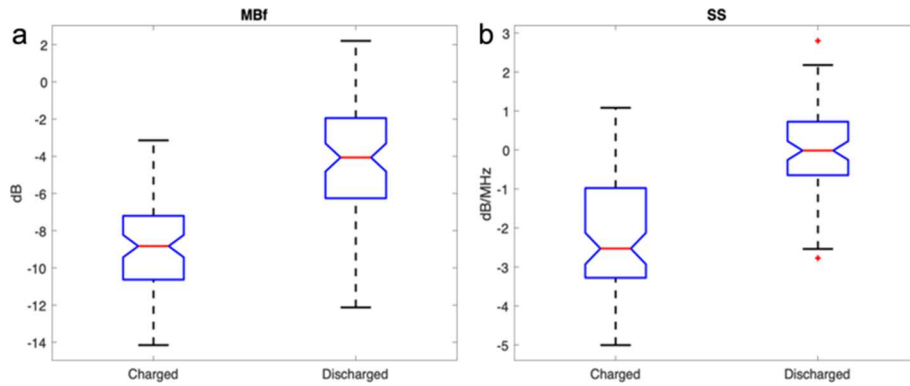 a
MBf
dB
2
0
-2
-4
-6
-8
-10
-12
-14
Charged
Discharged
b
SS
dB/MHz
3
2
1
0
-1
-2
-3
-4
-5
Charged
Discharged